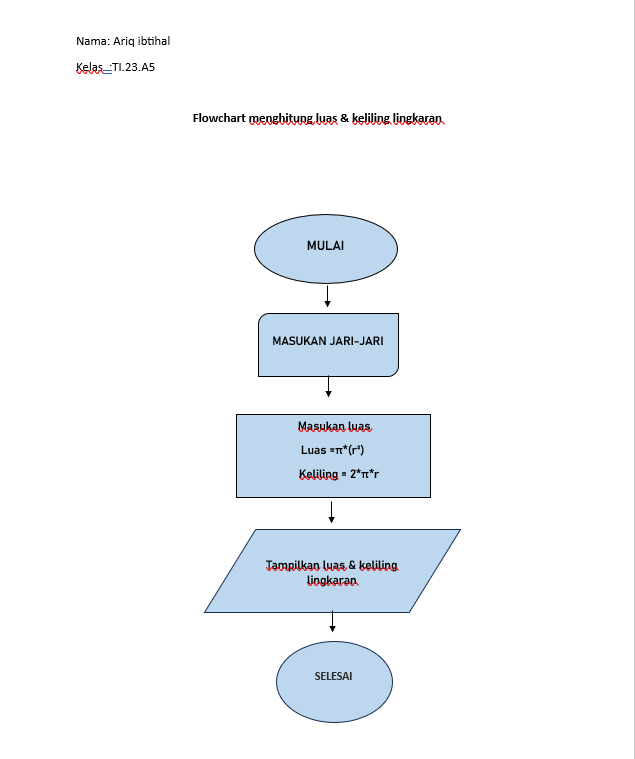 Nama: Ariq ibtihal
Kelas :TI.23.A5
Flowchart menghitung luas & keliling lingkaran
MULAI
MASUKAN JARI-JARI
Masukan luas
Luas =π*(r²)
Keliling = 2*π*r
Tampilkan luas & keliling
lingkaran
SELESAI